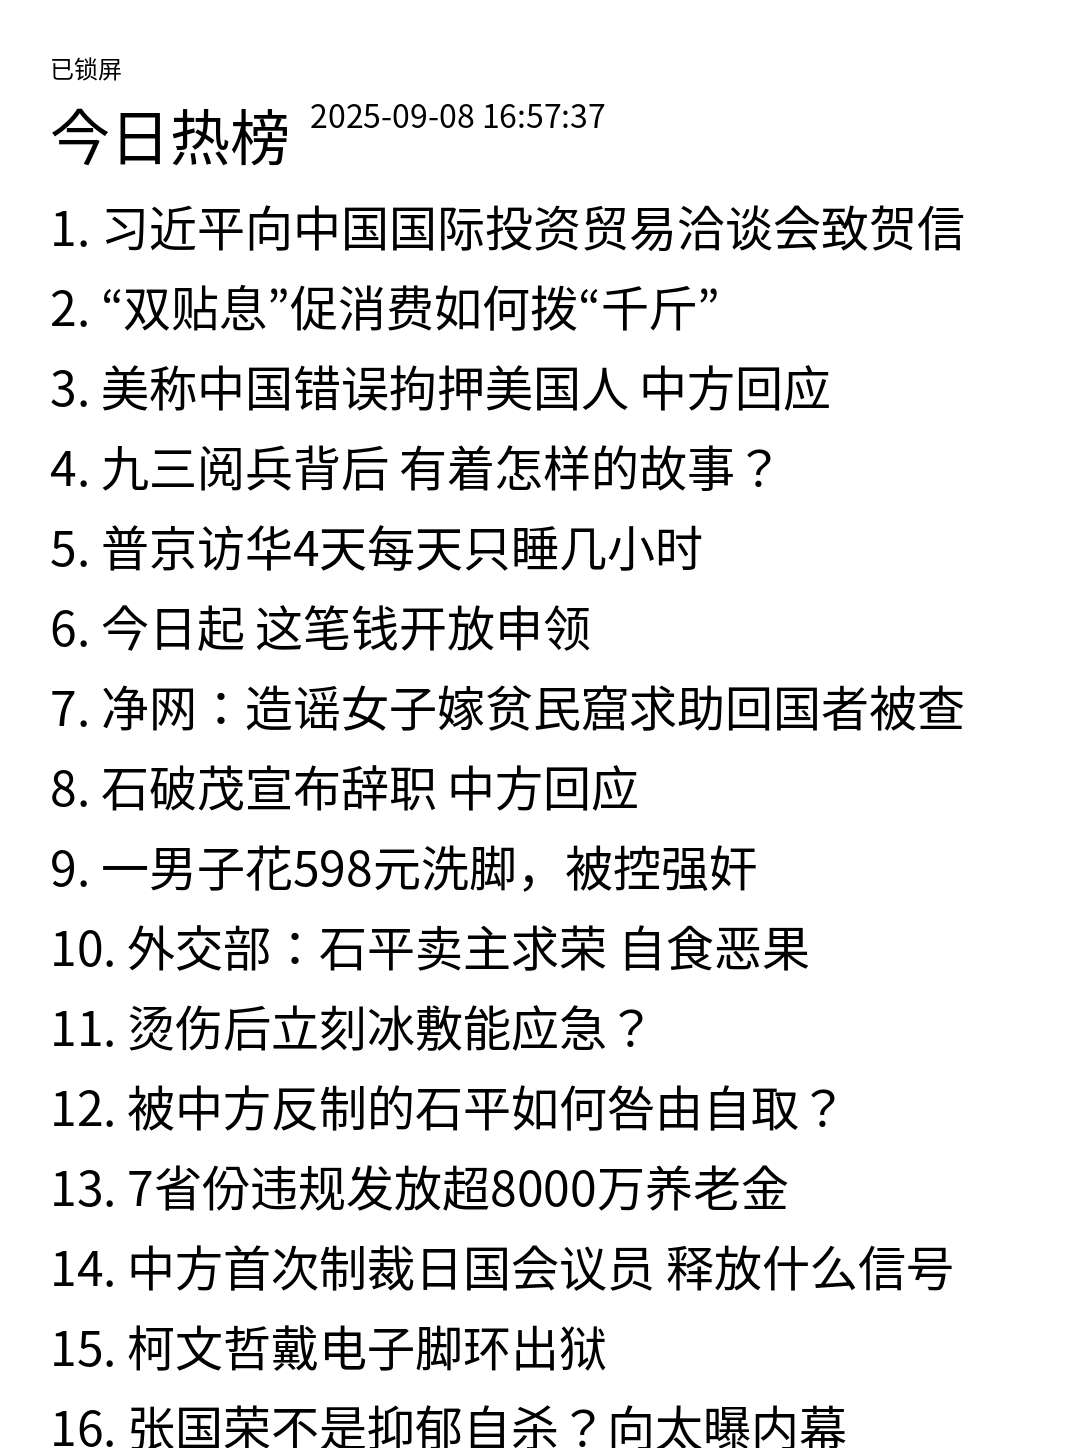 已锁屏
今日热榜 2025-09-08 16:57:37
1. 习近平向中国国际投资贸易洽谈会致贺信
2. “双贴息”促消费如何拨“千斤”
3. 美称中国错误拘押美国人 中方回应
4. 九三阅兵背后 有着怎样的故事？
5. 普京访华4天每天只睡几小时
6. 今日起 这笔钱开放申领
7. 净网：造谣女子嫁贫民窟求助回国者被查
8. 石破茂宣布辞职 中方回应
9. 一男子花598元洗脚，被控强奸
10. 外交部：石平卖主求荣 自食恶果
11. 烫伤后立刻冰敷能应急？
12. 被中方反制的石平如何咎由自取？
13. 7省份违规发放超8000万养老金
14. 中方首次制裁日国会议员 释放什么信号
15. 柯文哲戴电子脚环出狱
16. 张国荣不是抑郁自杀？向太曝内幕